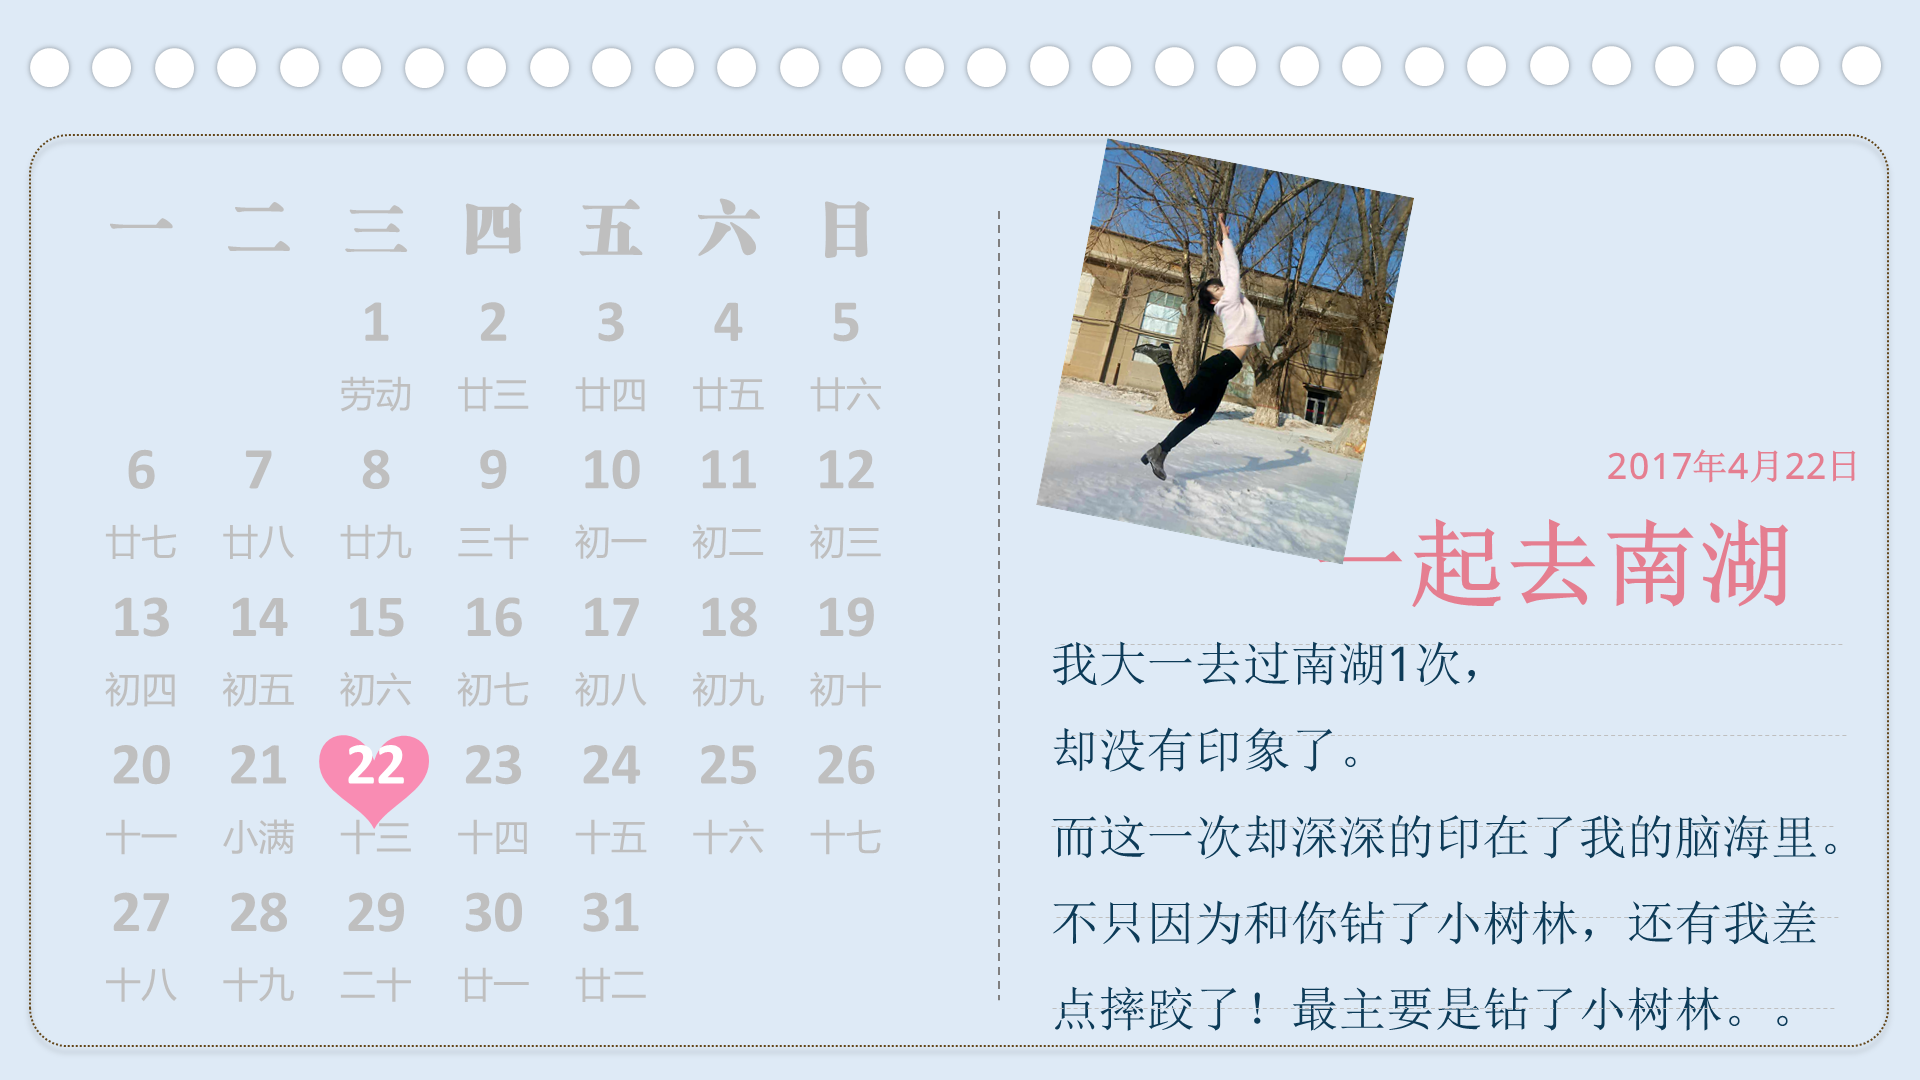 一 二 三 四 五 六 日
1 2 3 4 5
劳动 廿三 廿四 廿五 廿六
6 7 8 9 10 11 12
廿七 廿八 廿九 三十 初一 初二 初三
13 14 15 16 17 18 19
初四 初五 初六 初七 初八 初九 初十
20 21 22 23 24 25 26
十一 小满 十三 十四 十五 十六 十七
27 28 29 30 31
十八 十九 二十 廿一 廿二
2017年4月22日
一起去南湖
我大一去过南湖1次，
却没有印象了。
而这一次却深深的印在了我的脑海里。
不只因为和你钻了小树林，还有我差
点摔跤了！最主要是钻了小树林。。